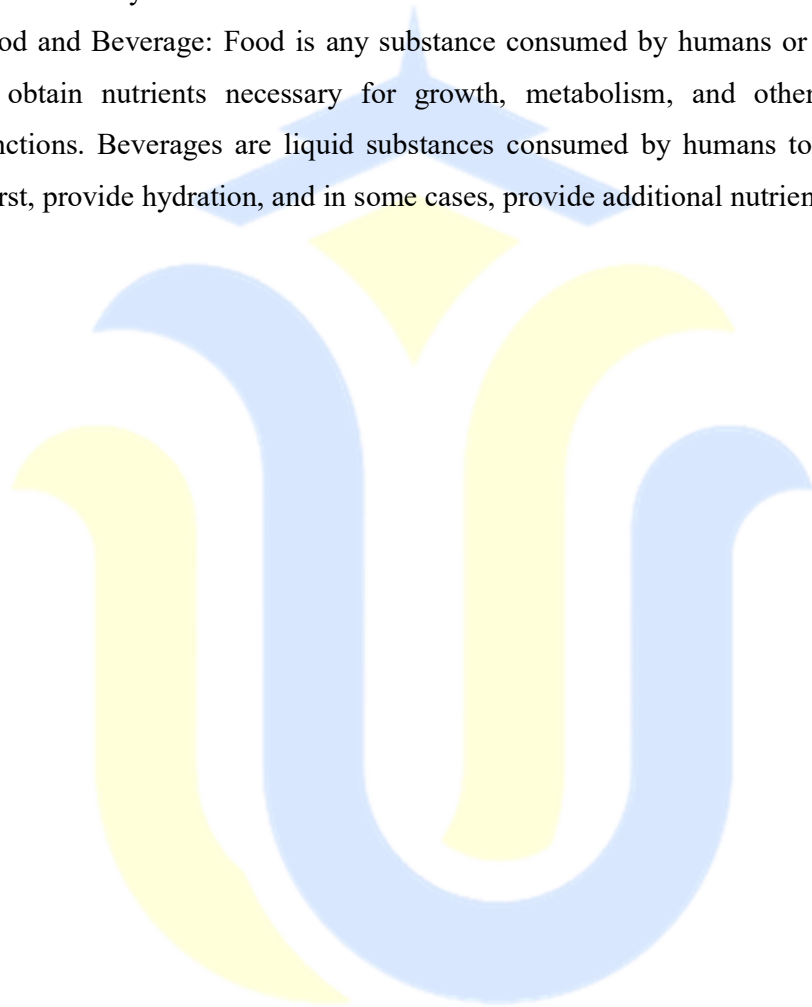 od and Beverage: Food is any substance consumed by humans or
obtain nutrients necessary for growth, metabolism, and other
nctions. Beverages are liquid substances consumed by humans to
rst, provide hydration, and in some cases, provide additional nutrien